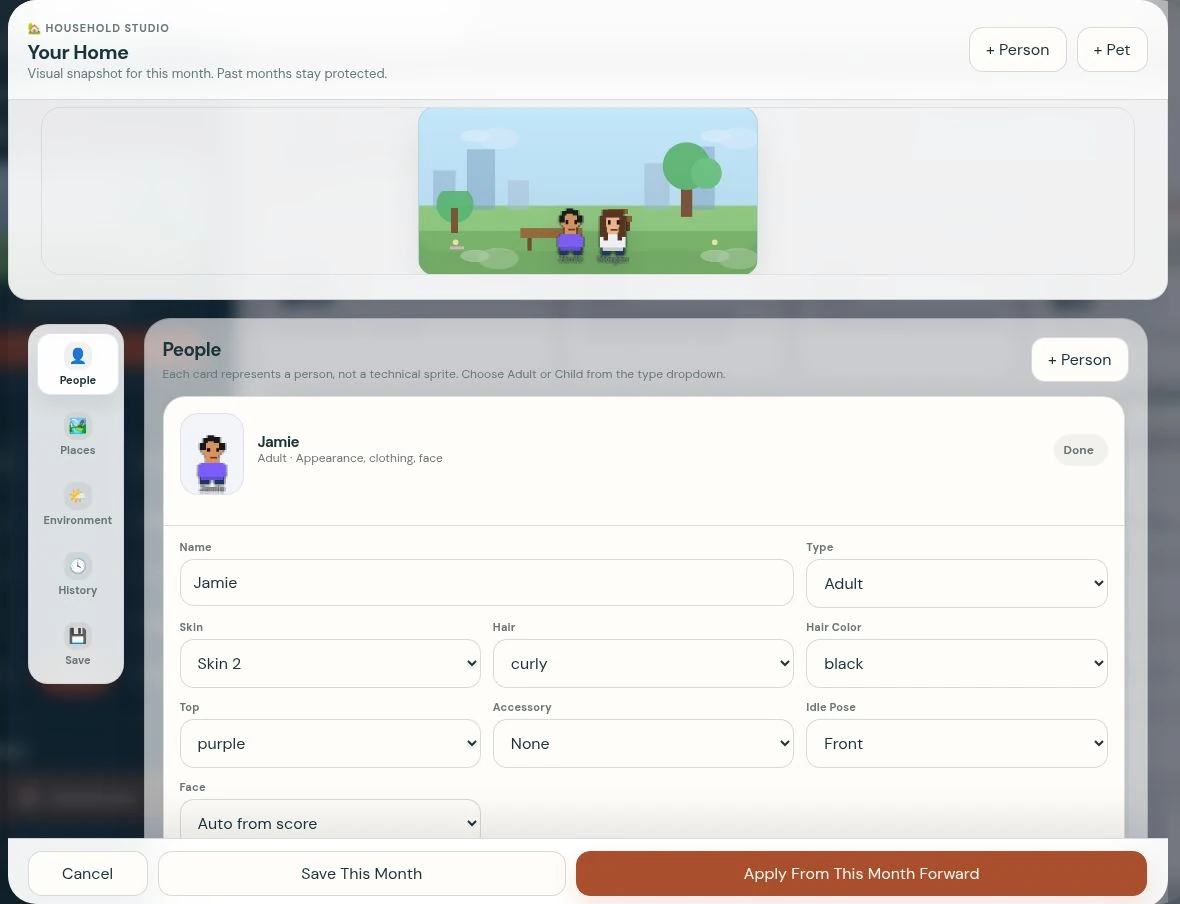 🏡 HOUSEHOLD STUDIO
Your Home
Visual snapshot for this month. Past months stay protected.
+ Person
+ Pet
People
Places
Environment
History
Save
People
Each card represents a person, not a technical sprite. Choose Adult or Child from the type dropdown.
+ Person
Jamie
Adult · Appearance, clothing, face
Done
Name
Type
Jamie
Adult
Skin
Hair
Hair Color
Skin 2
curly
black
Top
Accessory
Idle Pose
purple
None
Front
Face
Auto from score
Cancel
Save This Month
Apply From This Month Forward